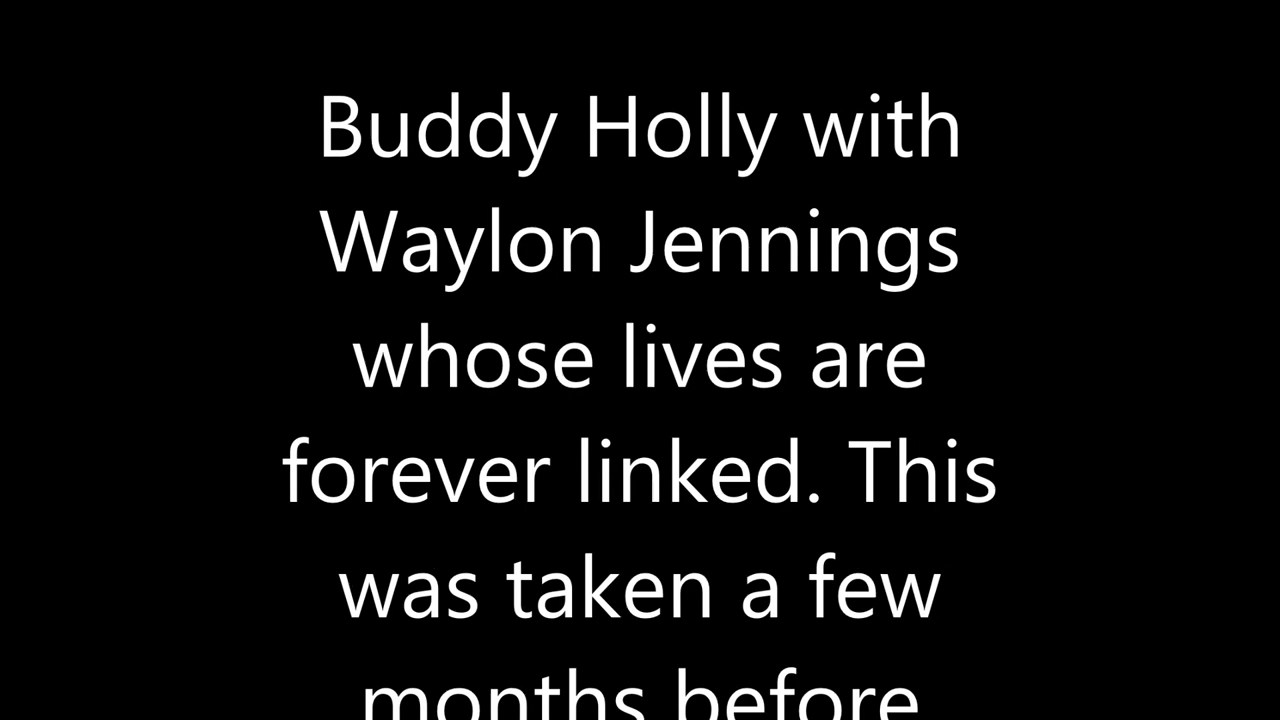 Buddy Holly with
Waylon Jennings
whose lives are
forever linked. This
was taken a few
months before